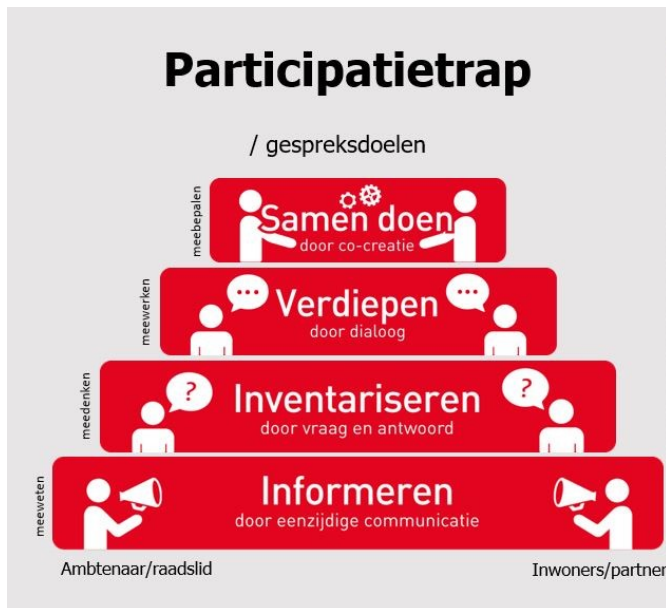 Participatietrap
/ gespreksdoelen
meebepalen
Samen doen
door co-creatie
meewerken
...
Verdiepen
...
door dialoog
meedenken
?
Inventariseren
?
door vraag en antwoord
meeweten
Informeren
door eenzijdige communicatie
Ambtenaar/raadslid
Inwoners/partner